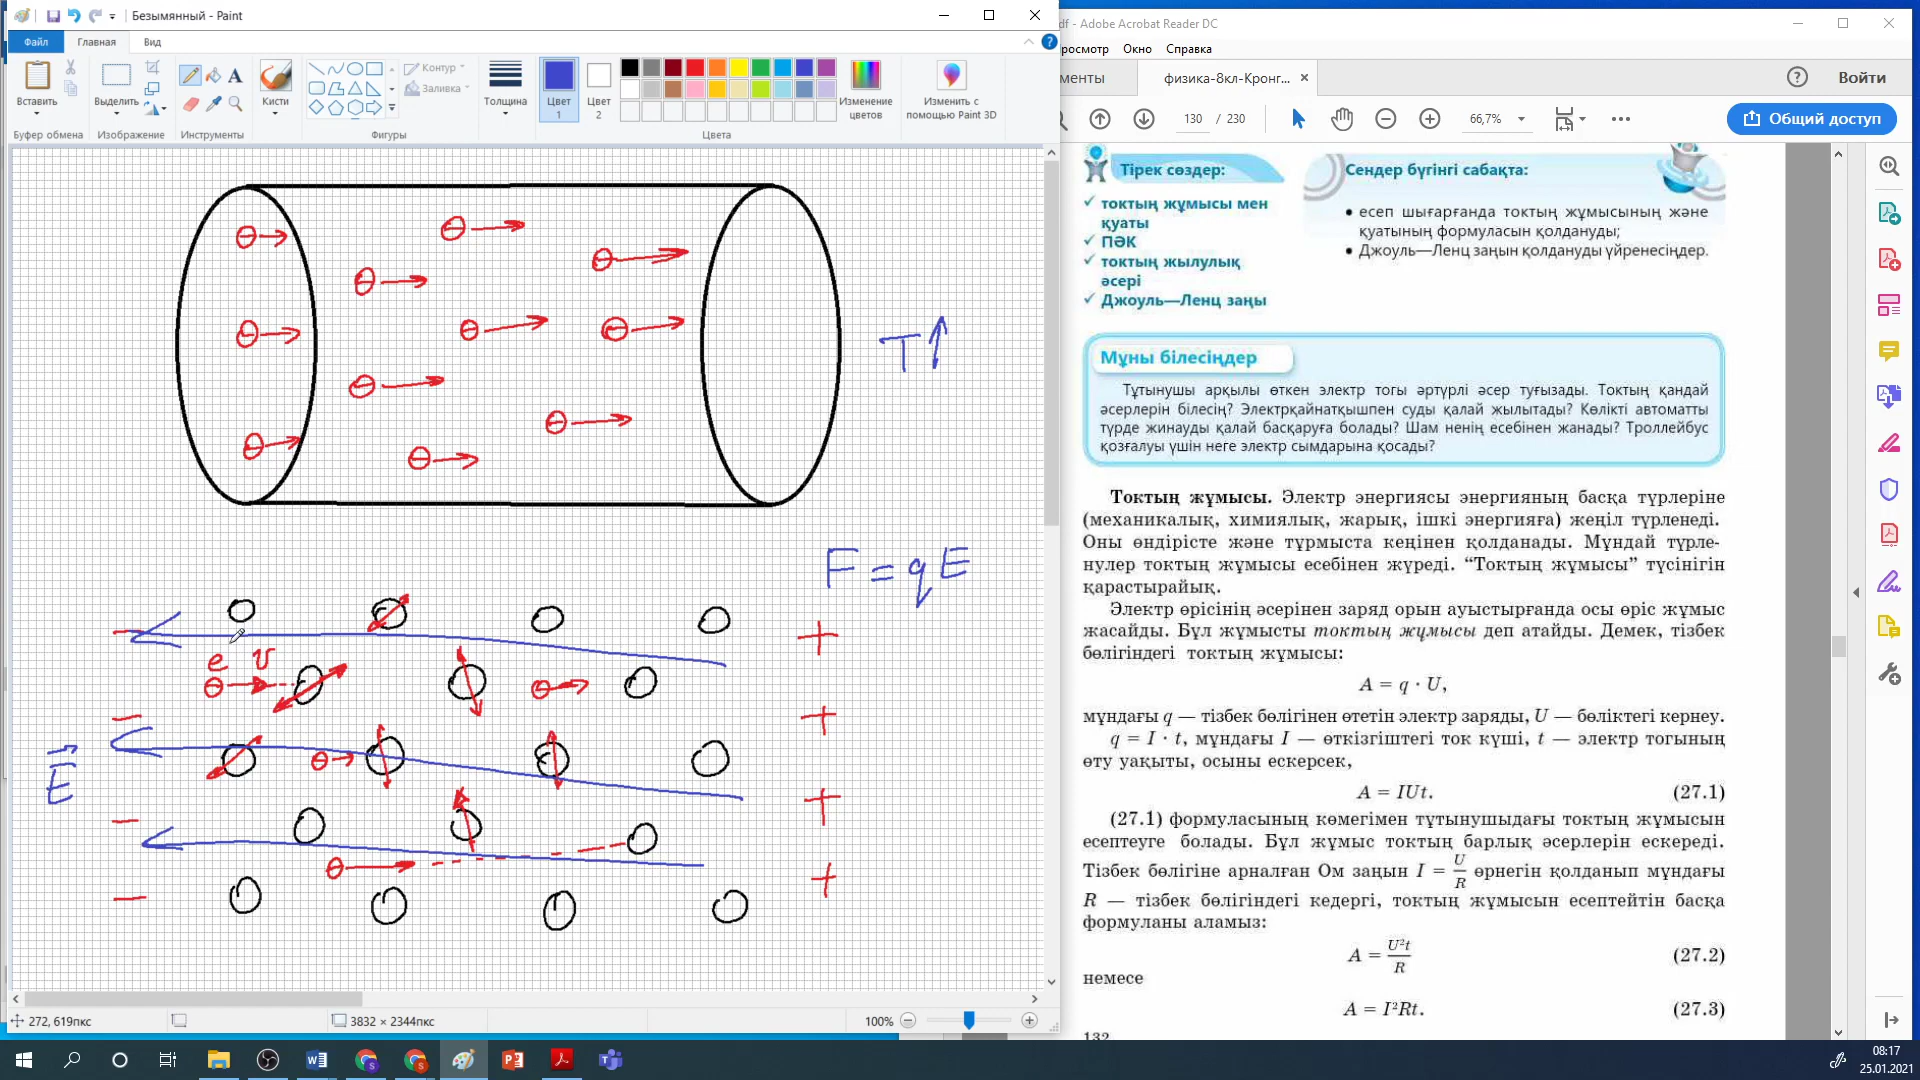 Безымянный - Paint
Файл
Главная
Вид
Вставить
Выделить
Кисти
Контур
Заливка
Толщина
Цвет
1
Цвет
2
Изменение
цветов
Изменить с
помощью Paint 3D
Буфер обмена
Изображение
Инструменты
Фигуры
Цвета
T↑
F = qE
e v
E
272, 619пкс
3832 × 2344пкс
100%
df - Adobe Acrobat Reader DC
Окно
Справка
менты
физика-8кл-Кронг...
Войти
130 / 230
66,7%
Общий доступ
Тірек сөздер:
токтың жұмысы мен
қуаты
ПӘК
токтың жылулық
әсері
Джоуль—Ленц заңы
Сендер бүгінгі сабақта:
• есеп шығарғанда токтың жұмысының және
қуатының формуласын қолдануды;
• Джоуль—Ленц заңын қолдануды үйренесіңдер.
Мұны білесіңдер
Тұтынушы арқылы өткен электр тогы әртүрлі әсер туғызады. Токтың қандай
әсерлерін білесің? Электрқайнатқышпен суды қалай жылытады? Көлікті автоматты
түрде жинауды қалай басқаруға болады? Шам ненің есебінен жанады? Троллейбус
қозғалуы үшін неге электр сымдарына қосады?
Токтың жұмысы. Электр энергиясы энергияның басқа түрлеріне
(механикалық, химиялық, жарық, ішкі энергияға) жеңіл түрленеді.
Оны өндірісте және тұрмыста кеңінен қолданады. Мұндай түрле-
нулер токтың жұмысы есебінен жүреді. “Токтың жұмысы” түсінігін
қарастырайық.
Электр өрісінің әсерінен заряд орын ауыстырғанда осы өріс жұмыс
жасайды. Бұл жұмысты токтың жұмысы деп атайды. Демек, тізбек
бөлігіндегі токтың жұмысы:
A = q · U,
мұндағы q — тізбек бөлігінен өтетін электр заряды, U — бөліктегі кернеу.
q = I · t, мұндағы I — өткізгіштегі ток күші, t — электр тогының
өту уақыты, осыны ескерсек,
A = IUt. (27.1)
(27.1) формуласының көмегімен тұтынушыдағы токтың жұмысын
есептеуге болады. Бұл жұмыс токтың барлық әсерлерін ескереді.
Тізбек бөлігіне арналған Ом заңын I = U/R өрнегін қолданып мұндағы
R — тізбек бөлігіндегі кедергі, токтың жұмысын есептейтін басқа
формуланы аламыз:
A = U²t/R (27.2)
немесе
A = I²Rt. (27.3)
08:17
25.01.2021